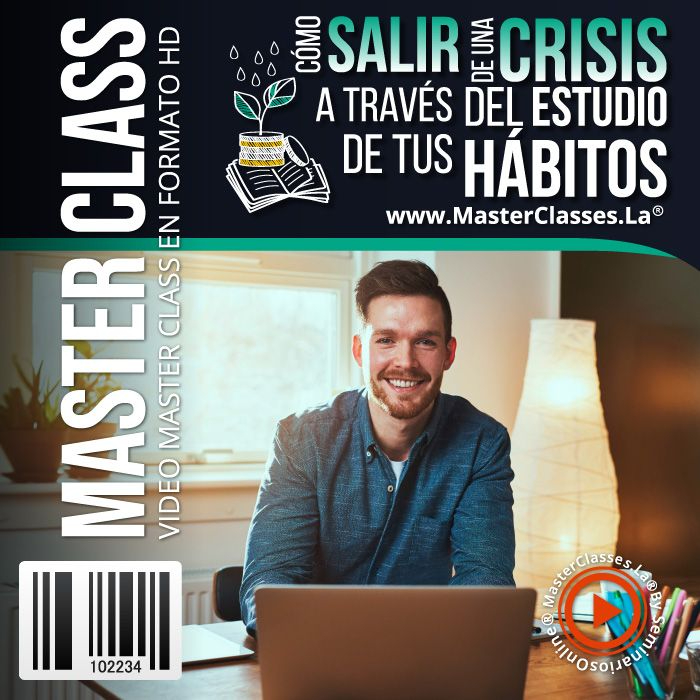 MASTER CLASS
VIDEO MASTER CLASS EN FORMATO HD
CÓMO SALIR DE UNA CRISIS
A TRAVÉS DEL ESTUDIO
DE TUS HÁBITOS
www.MasterClasses.La®
102234
MasterClasses.La® By SeminariosOnline®